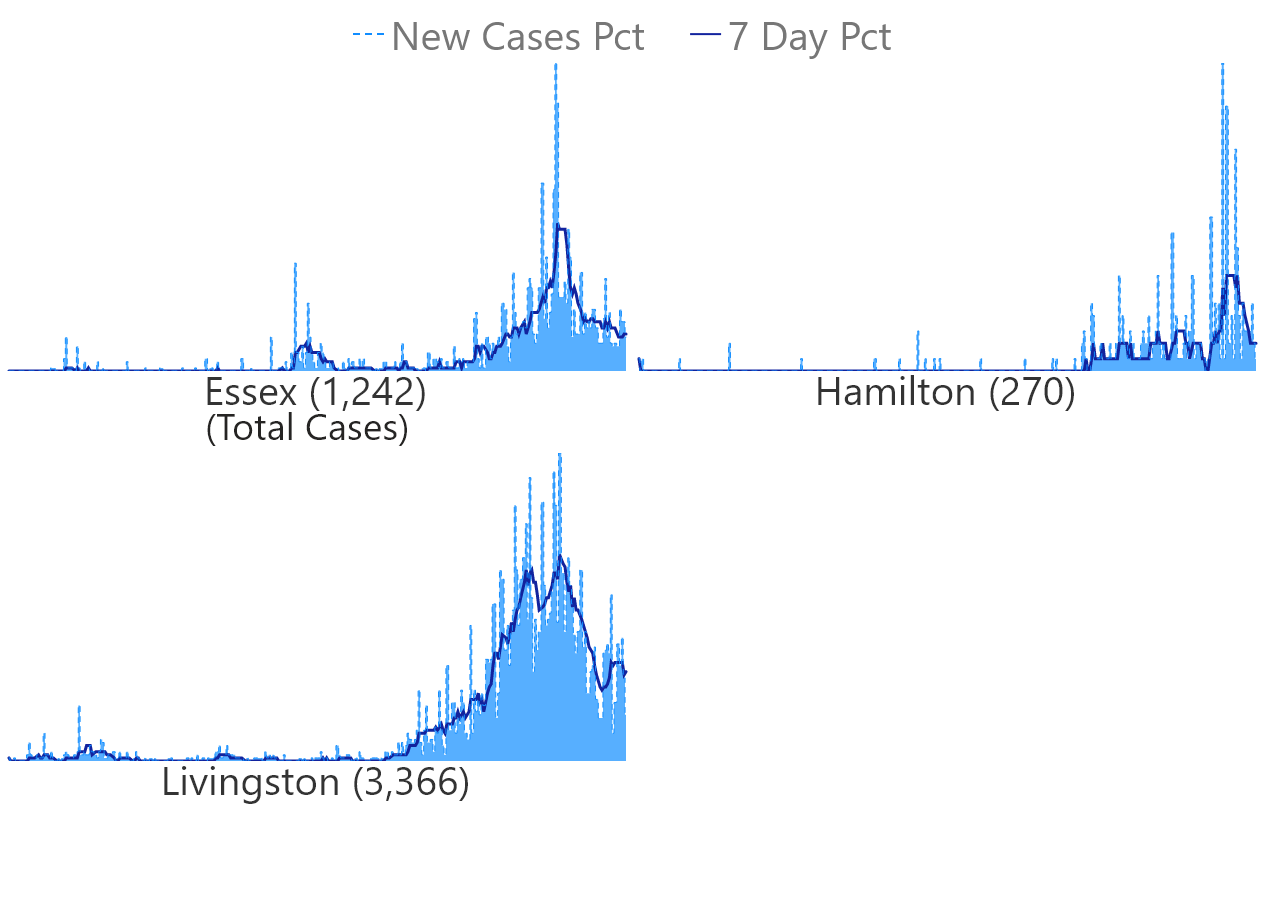 New Cases Pct 7 Day Pct
Essex (1,242)
(Total Cases)
Hamilton (270)
Livingston (3,366)